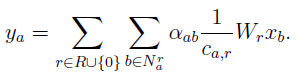 $y_a = \sum_{r \in R \cup \{0\}} \sum_{b \in N_a^r} \alpha_{ab} \frac{1}{c_{a,r}} W_r x_b.$